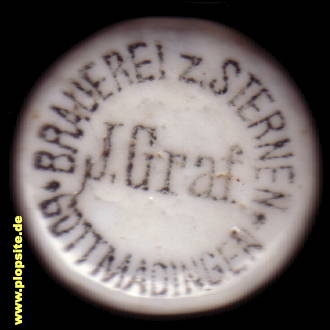 BRAUEREI z. STERNEN
J. Graf.
* GOTTMADINGEN *
www.plopsite.de